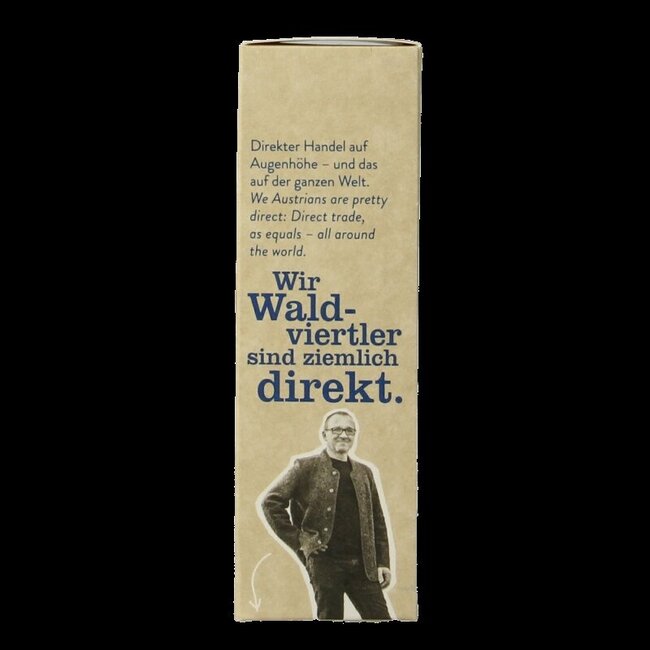 Direkter Handel auf
Augenhöhe – und das
auf der ganzen Welt.
We Austrians are pretty
direct: Direct trade,
as equals – all around
the world.
Wir
Wald-
viertler
sind ziemlich
direkt.